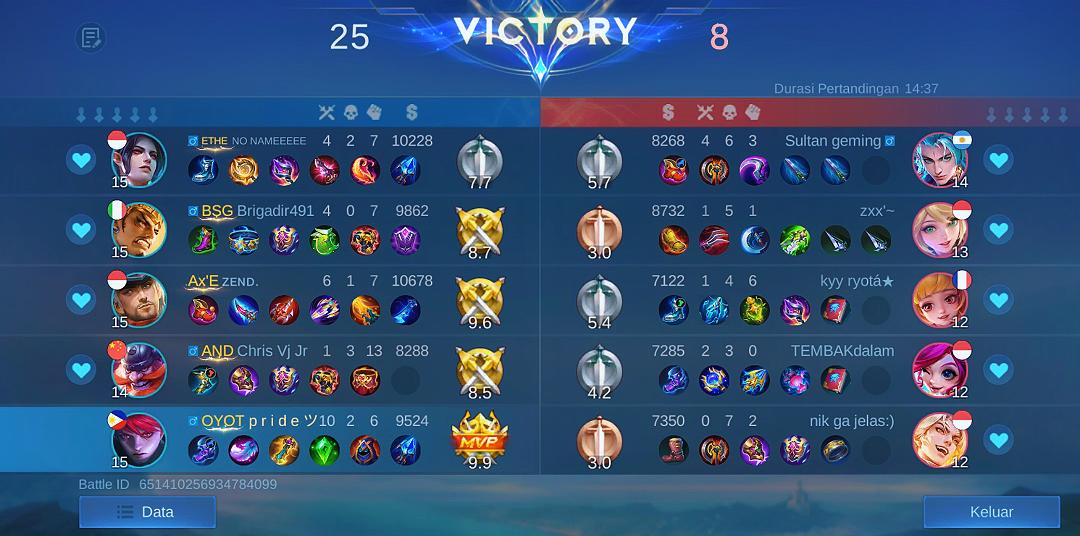 25 VICTORY 8
Durasi Pertandingan 14:37
ETHE NO NAMEEEEE 4 2 7 10228
15 7.7
5.7 8268 4 6 3 Sultan geming
14
BSG Brigadir491 4 0 7 9862
15 8.7
3.0 8732 1 5 1 zxx'~
13
Ax'E ZEND. 6 1 7 10678
15 9.6
5.4 7122 1 4 6 kyy ryotá★
12
AND Chris Vj Jr 1 3 13 8288
14 8.5
4.2 7285 2 3 0 TEMBAKdalam
12
OYOT p r i d e ツ 10 2 6 9524
15 MVP 9.9
3.0 7350 0 7 2 nik ga jelas:)
12
Battle ID 651410256934784099
Data
Keluar